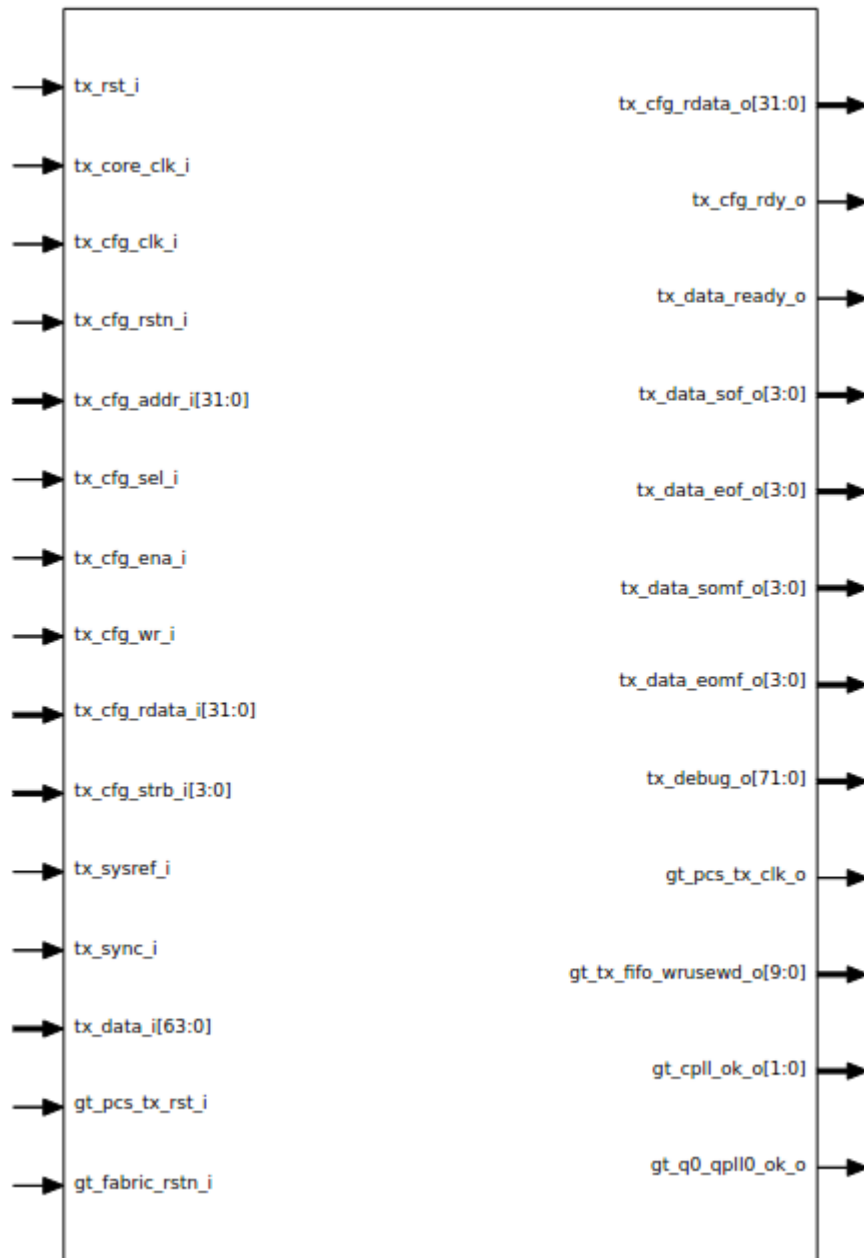 tx_rst_i
tx_core_clk_i
tx_cfg_clk_i
tx_cfg_rstn_i
tx_cfg_addr_i[31:0]
tx_cfg_sel_i
tx_cfg_ena_i
tx_cfg_wr_i
tx_cfg_rdata_i[31:0]
tx_cfg_strb_i[3:0]
tx_sysref_i
tx_sync_i
tx_data_i[63:0]
gt_pcs_tx_rst_i
gt_fabric_rstn_i
tx_cfg_rdata_o[31:0]
tx_cfg_rdy_o
tx_data_ready_o
tx_data_sof_o[3:0]
tx_data_eof_o[3:0]
tx_data_somf_o[3:0]
tx_data_eomf_o[3:0]
tx_debug_o[71:0]
gt_pcs_tx_clk_o
gt_tx_fifo_wrusewd_o[9:0]
gt_cpll_ok_o[1:0]
gt_q0_qpll0_ok_o